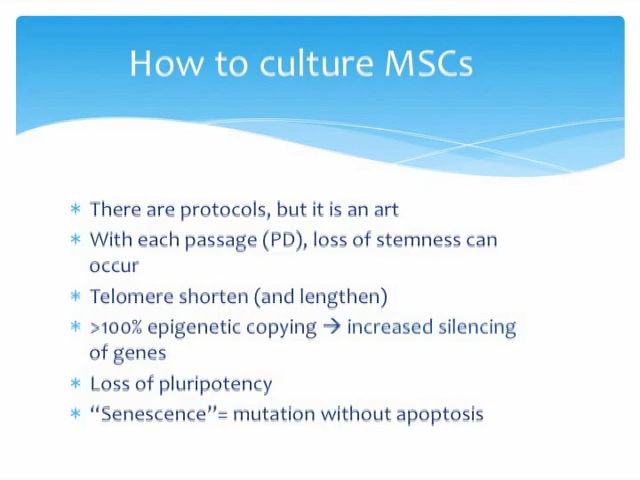 How to culture MSCs
* There are protocols, but it is an art
* With each passage (PD), loss of stemness can
occur
* Telomere shorten (and lengthen)
* >100% epigenetic copying → increased silencing
of genes
* Loss of pluripotency
* “Senescence”= mutation without apoptosis